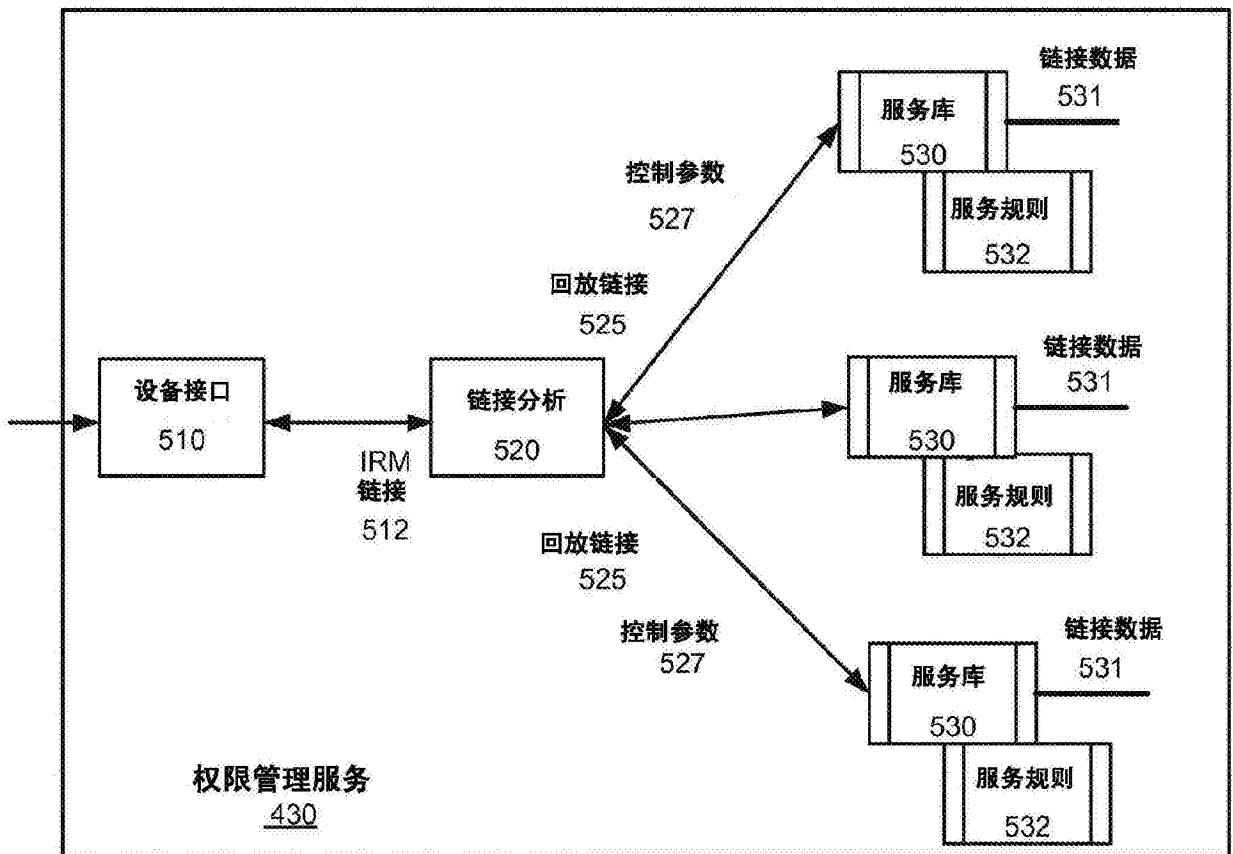 链接数据
531
服务库
530
控制参数
527
服务规则
532
回放链接
525
链接数据
531
设备接口
510
链接分析
520
服务库
530
IRM
链接
512
服务规则
532
回放链接
525
控制参数
527
链接数据
531
服务库
530
权限管理服务
430
服务规则
532